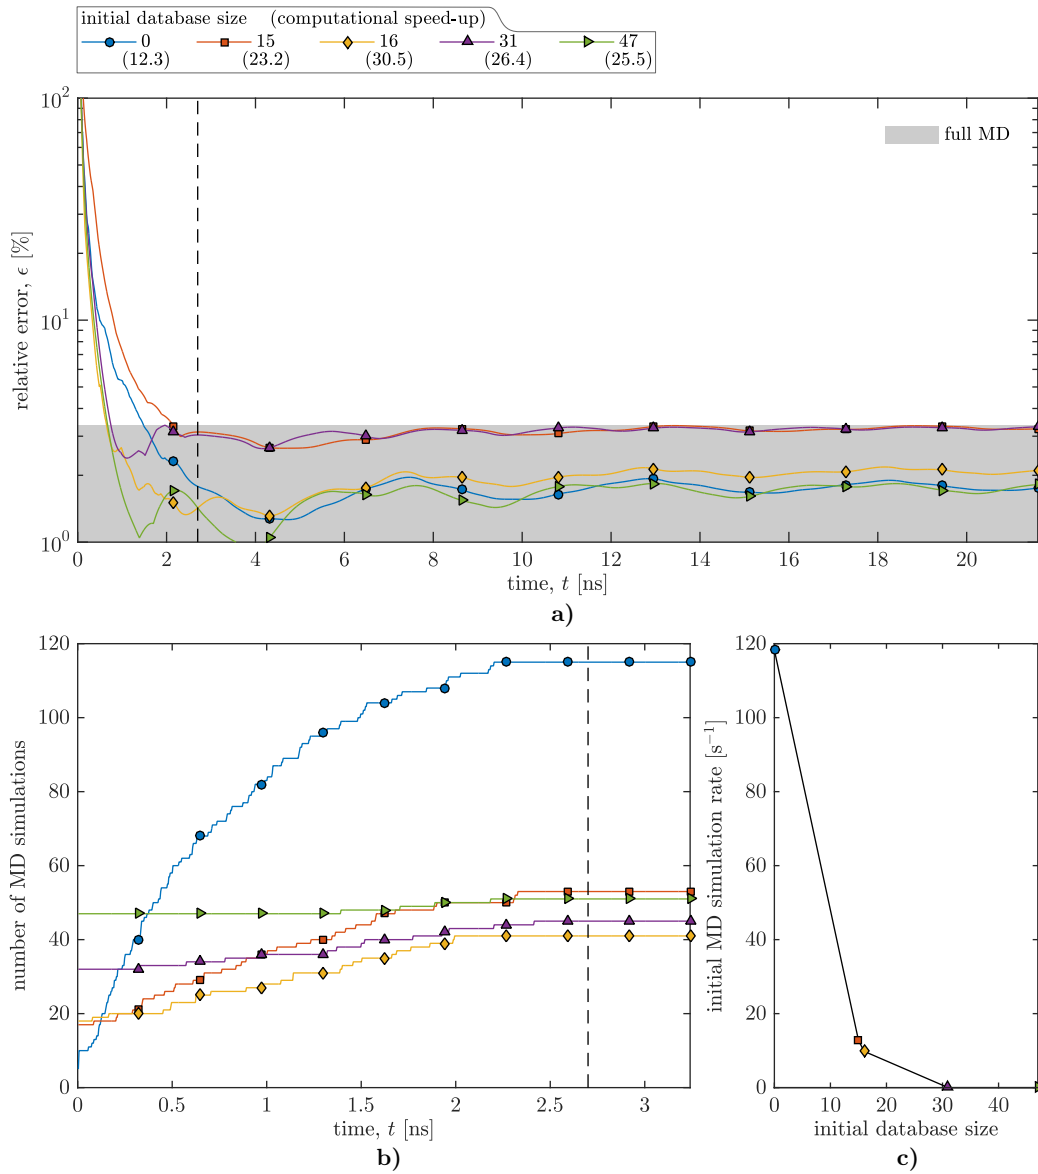 initial database size (computational speed-up)
0 15 16 31 47
(12.3) (23.2) (30.5) (26.4) (25.5)
10^2
full MD
10^1
10^0
relative error, ϵ [%]
0 2 4 6 8 10 12 14 16 18 20
time, t [ns]
a)
120
100
80
60
40
20
0
number of MD simulations
0 0.5 1 1.5 2 2.5 3
time, t [ns]
b)
120
100
80
60
40
20
0
initial MD simulation rate [s^{-1}]
0 10 20 30 40
initial database size
c)